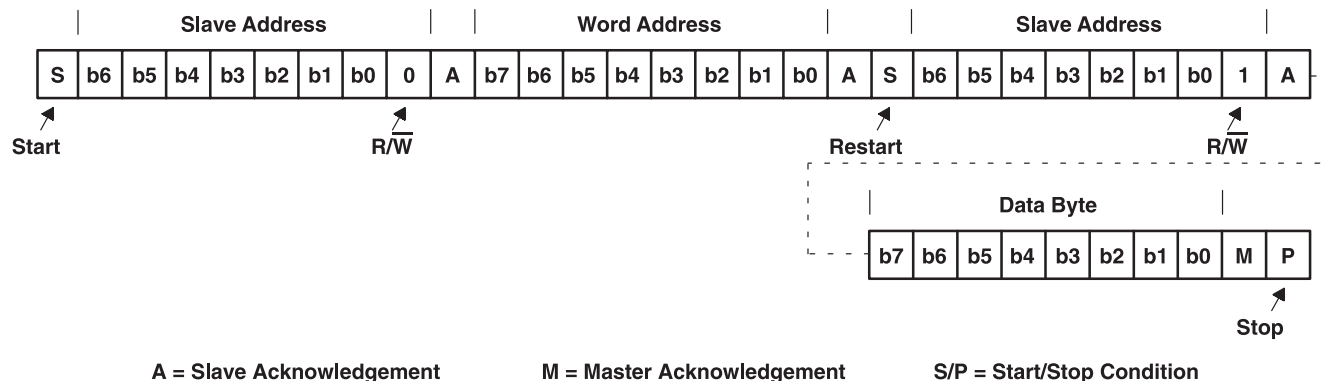 Slave Address Word Address Slave Address
S b6 b5 b4 b3 b2 b1 b0 0 A b7 b6 b5 b4 b3 b2 b1 b0 A S b6 b5 b4 b3 b2 b1 b0 1 A
Start R/W̅ Restart R/W̅
Data Byte
b7 b6 b5 b4 b3 b2 b1 b0 M P
Stop
A = Slave Acknowledgement M = Master Acknowledgement S/P = Start/Stop Condition